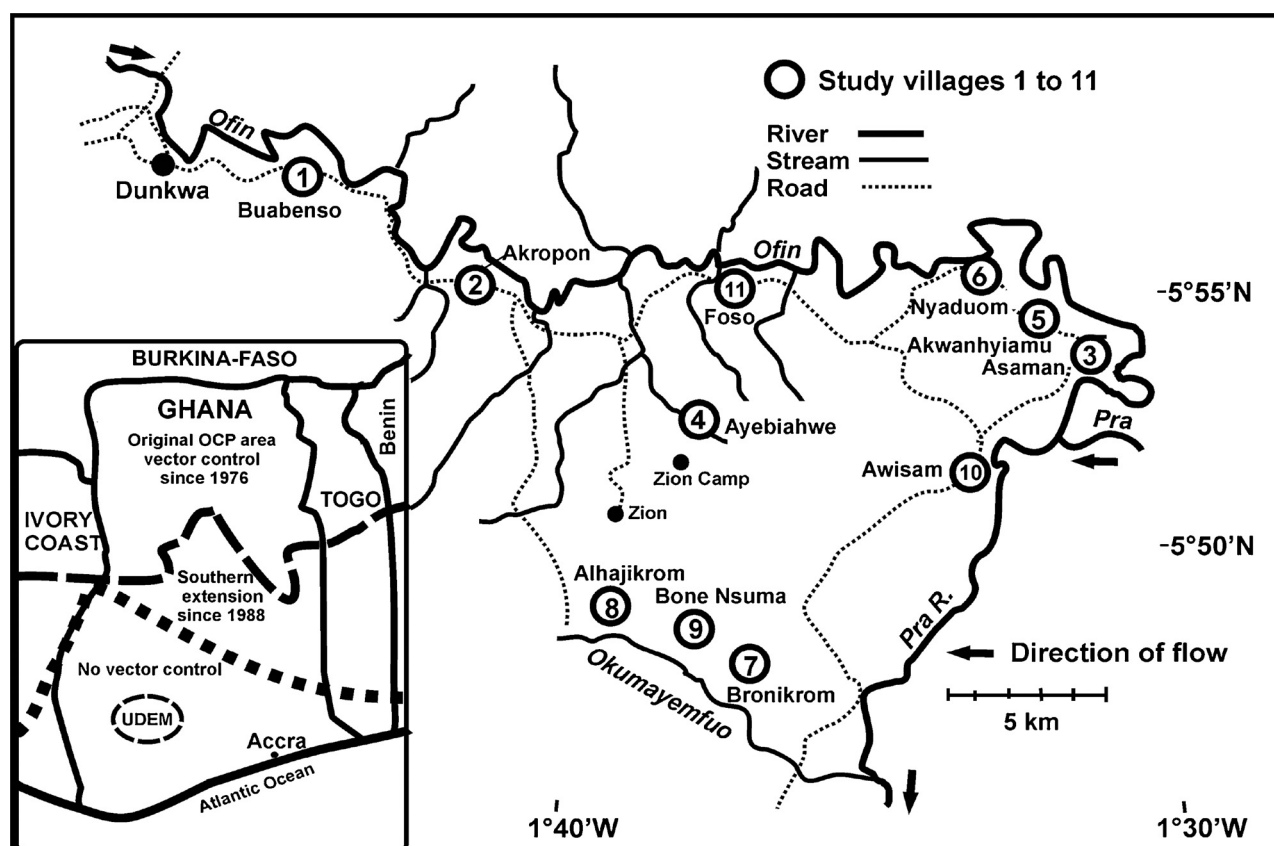 Study villages 1 to 11
River
Stream
Road
Ofin
Dunkwa
1
Buabenso
Akropon
2
Ofin
11
Foso
6
Nyaduom
5
Akwanhyiamu
3
Asaman
-5°55'N
4
Ayebiahwe
Pra
Zion Camp
Awisam
10
Zion
-5°50'N
Alhajikrom
8
Bone Nsuma
9
7
Bronikrom
Okumayemfuo
Pra R.
Direction of flow
5 km
1°40'W
1°30'W
BURKINA-FASO
GHANA
Original OCP area
vector control
since 1976
Benin
TOGO
IVORY
COAST
Southern
extension
since 1988
No vector control
UDEM
Accra
Atlantic Ocean